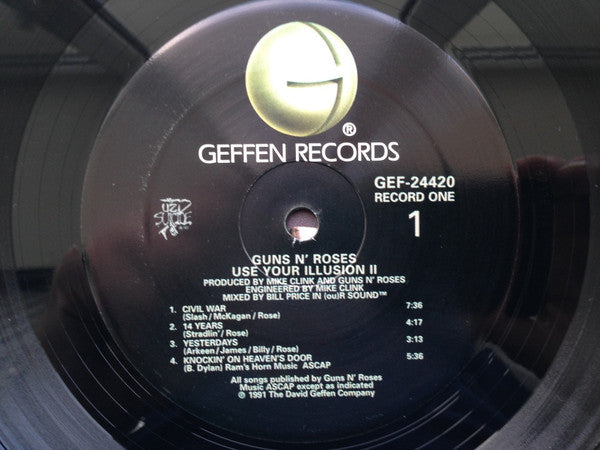 ®
GEFFEN RECORDS
GEF-24420
RECORD ONE
1
GUNS N' ROSES
USE YOUR ILLUSION II
PRODUCED BY MIKE CLINK AND GUNS N' ROSES
ENGINEERED BY MIKE CLINK
MIXED BY BILL PRICE IN (ou)R SOUND™
1. CIVIL WAR 7:36
(Slash/McKagan/Rose)
2. 14 YEARS 4:17
(Stradlin'/Rose)
3. YESTERDAYS 3:13
(Arkeen/James/Billy/Rose)
4. KNOCKIN' ON HEAVEN'S DOOR 5:36
(B. Dylan) Ram's Horn Music ASCAP
All songs published by Guns N' Roses
Music ASCAP except as indicated
℗ 1991 The David Geffen Company